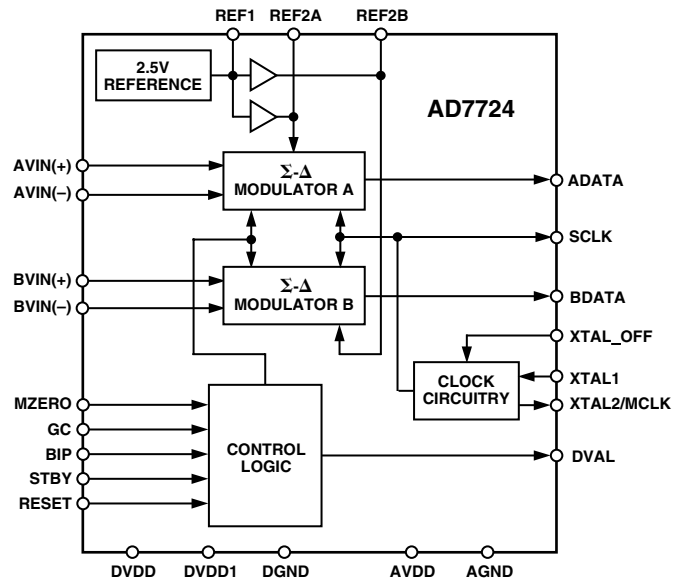 REF1 REF2A REF2B
2.5V
REFERENCE
AD7724
AVIN(+)
AVIN(–)
Σ-Δ
MODULATOR A
ADATA
SCLK
BVIN(+)
BVIN(–)
Σ-Δ
MODULATOR B
BDATA
XTAL_OFF
XTAL1
XTAL2/MCLK
CLOCK
CIRCUITRY
MZERO
GC
BIP
STBY
RESET
CONTROL
LOGIC
DVAL
DVDD DVDD1 DGND AVDD AGND